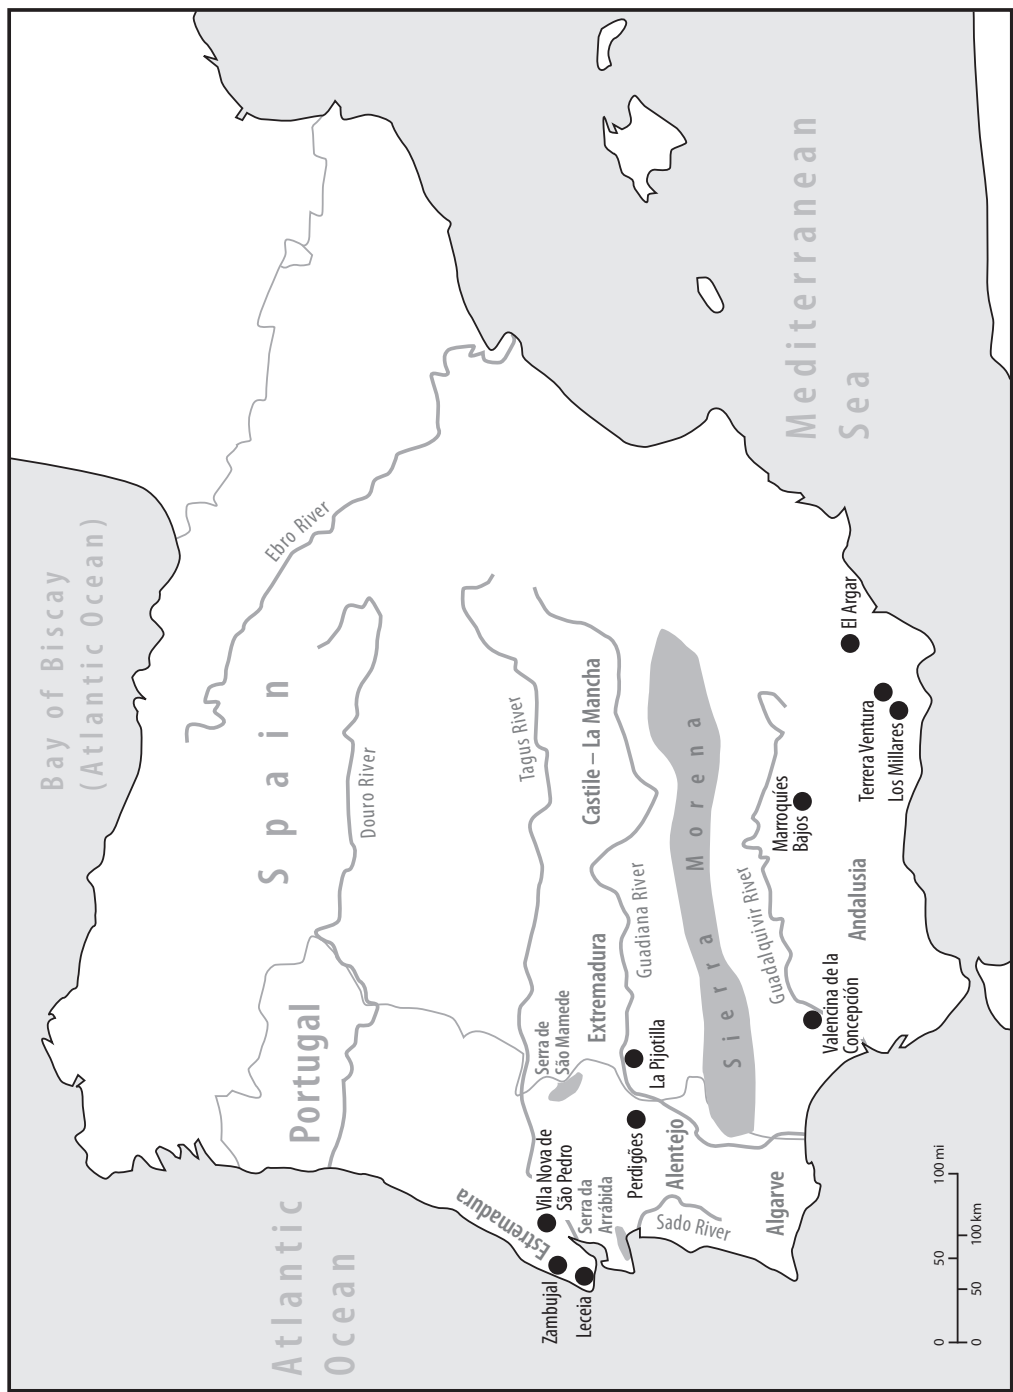 Bay of Biscay
(Atlantic Ocean)
Atlantic
Ocean
Mediterranean
Sea
Spain
Portugal
Ebro River
Douro River
Tagus River
Castile – La Mancha
Guadiana River
Extremadura
Serra de
São Mamede
Sierra Morena
Guadalquivir River
Andalusia
Estremadura
Serra da
Arrábida
Alentejo
Sado River
Algarve
Vila Nova de
São Pedro
Zambujal
Leceia
Perdigões
La Pijotilla
Valencina de la
Concepción
Marroquíes
Bajos
Terrera Ventura
Los Millares
El Argar
0 50 100 mi
0 50 100 km